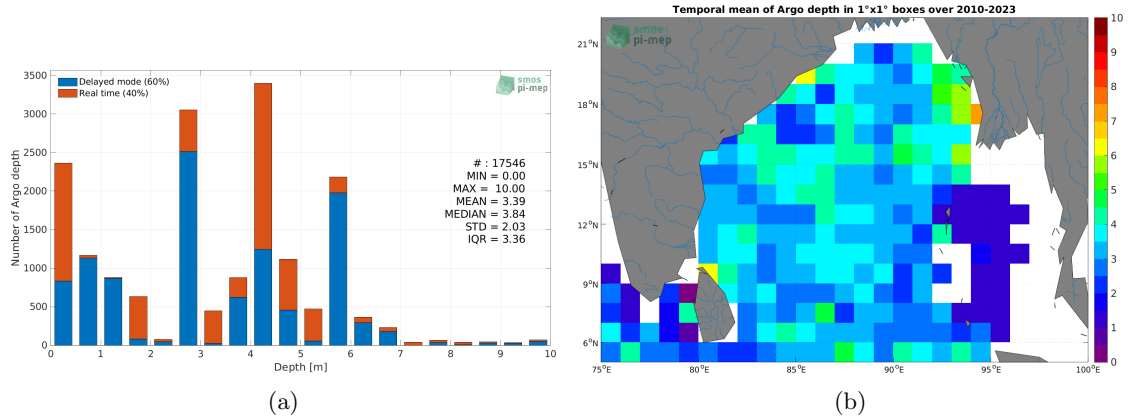 3500
3000
2500
2000
1500
1000
500
0
Number of Argo depth
Delayed mode (60%)
Real time (40%)
smos
pi-mep
# : 17546
MIN = 0.00
MAX = 10.00
MEAN = 3.39
MEDIAN = 3.84
STD = 2.03
IQR = 3.36
0 1 2 3 4 5 6 7 8 9 10
Depth [m]
(a)
Temporal mean of Argo depth in 1°x1° boxes over 2010-2023
smos
pi-mep
21°N
18°N
15°N
12°N
9°N
6°N
75°E 80°E 85°E 90°E 95°E 100°E
10
9
8
7
6
5
4
3
2
1
0
(b)